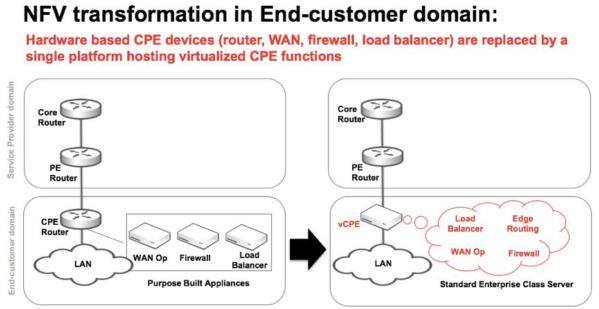 NFV transformation in End-customer domain:
Hardware based CPE devices (router, WAN, firewall, load balancer) are replaced by a
single platform hosting virtualized CPE functions
Service Provider domain
Core
Router
PE
Router
End-customer domain
CPE
Router
LAN
WAN Op
Firewall
Load
Balancer
Purpose Built Appliances
Core
Router
PE
Router
vCPE
LAN
Load
Balancer
Edge
Routing
WAN Op
Firewall
Standard Enterprise Class Server